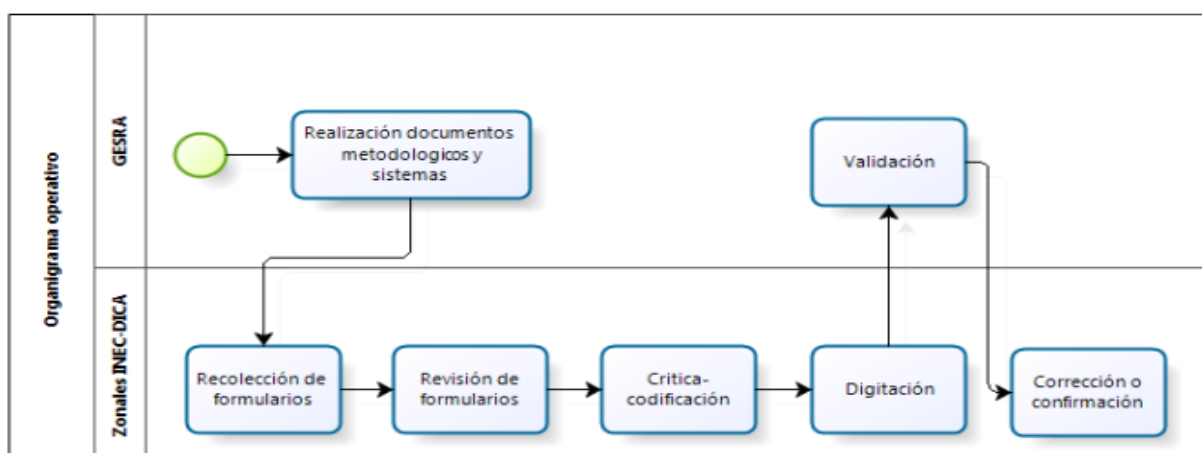 Organigrama operativo
GESRA
Realización documentos
metodologicos y
sistemas
Validación
Zonales INEC-DICA
Recolección de
formularios
Revisión de
formularios
Critica-
codificación
Digitación
Corrección o
confirmación